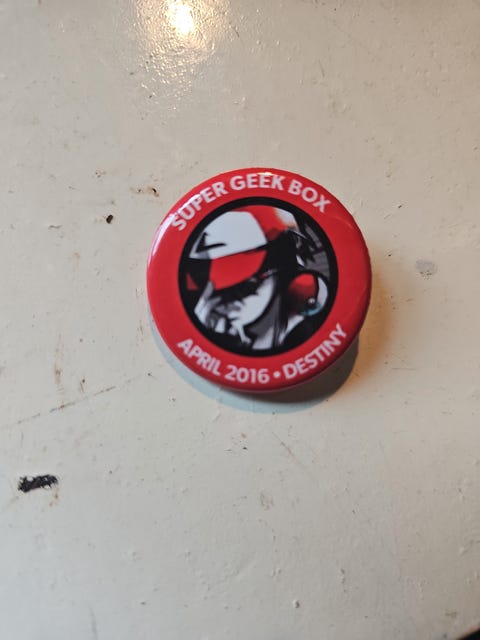 SUPER GEEK BOX
APRIL 2016 • DESTINY